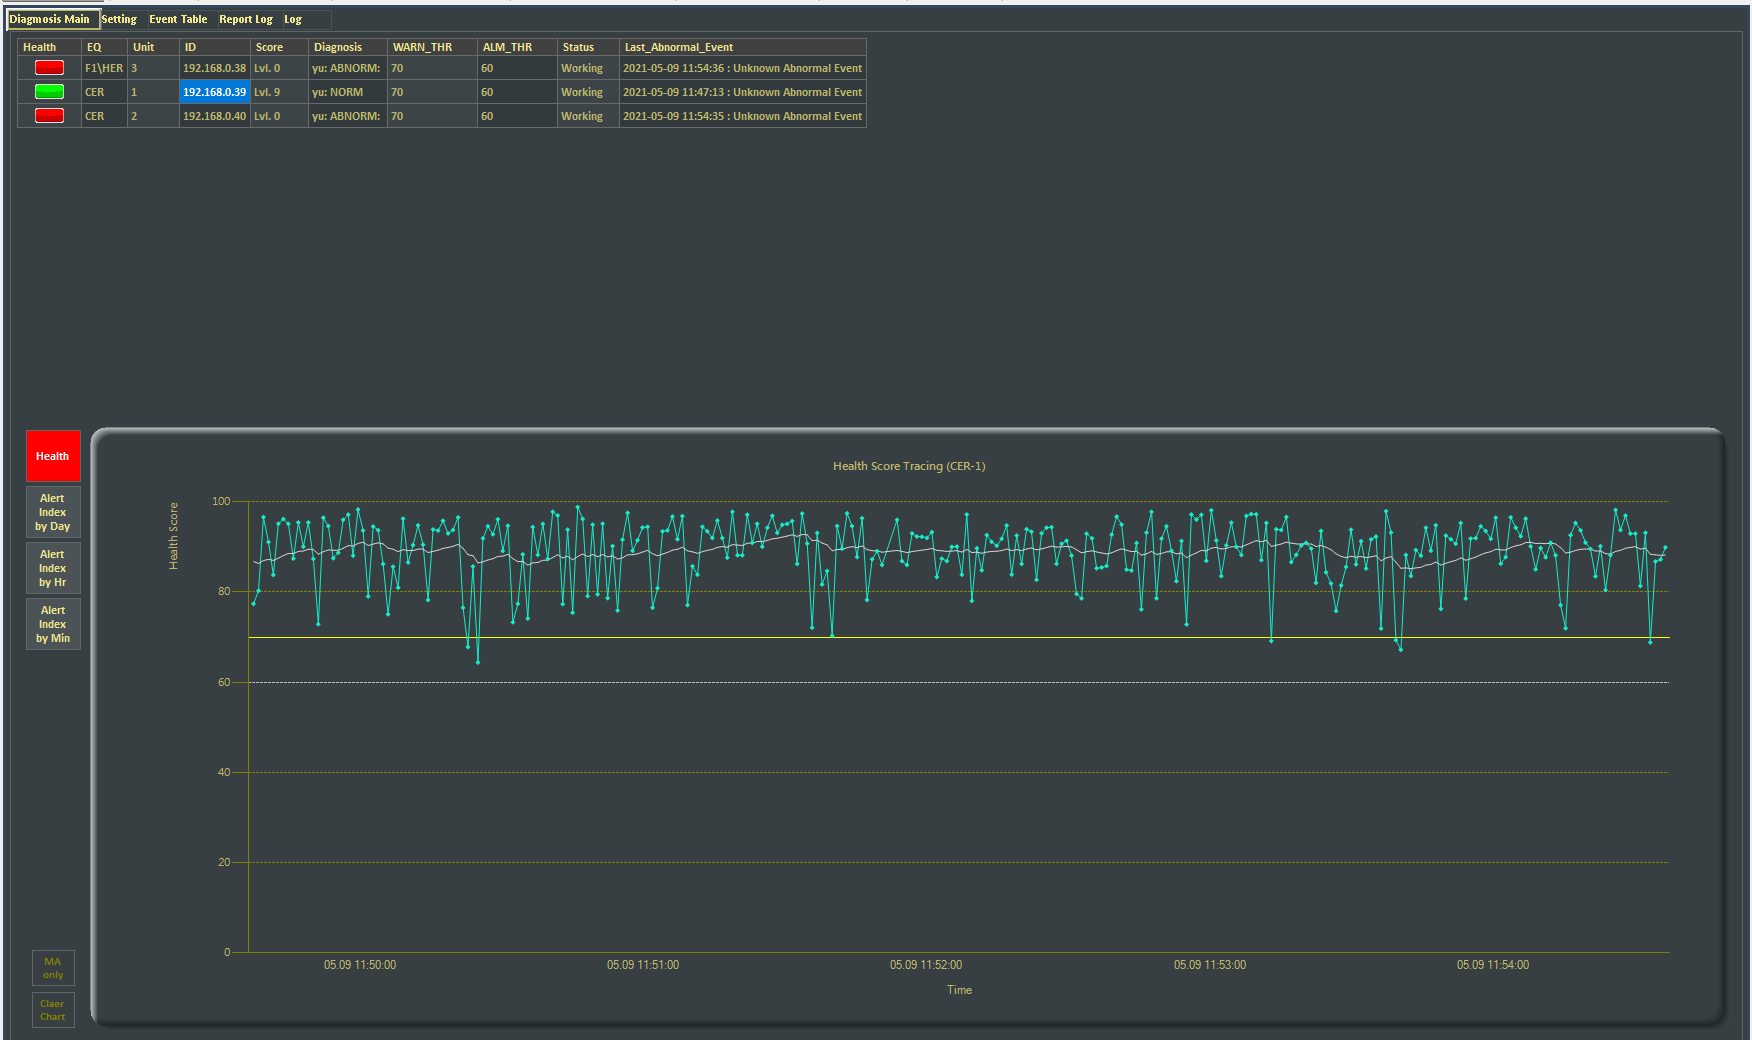 Diagmosis Main Setting Event Table Report Log Log
Health EQ Unit ID Score Diagnosis WARN_THR ALM_THR Status Last_Abnormal_Event
F1\HER 3 192.168.0.38 Lvl. 0 yu: ABNORM: 70 60 Working 2021-05-09 11:54:36 : Unknown Abnormal Event
CER 1 192.168.0.39 Lvl. 9 yu: NORM 70 60 Working 2021-05-09 11:47:13 : Unknown Abnormal Event
CER 2 192.168.0.40 Lvl. 0 yu: ABNORM: 70 60 Working 2021-05-09 11:54:35 : Unknown Abnormal Event
Health
Alert
Index
by Day
Alert
Index
by Hr
Alert
Index
by Min
MA
only
Claer
Chart
Health Score Tracing (CER-1)
Health Score
100
80
60
40
20
0
05.09 11:50:00 05.09 11:51:00 05.09 11:52:00 05.09 11:53:00 05.09 11:54:00
Time